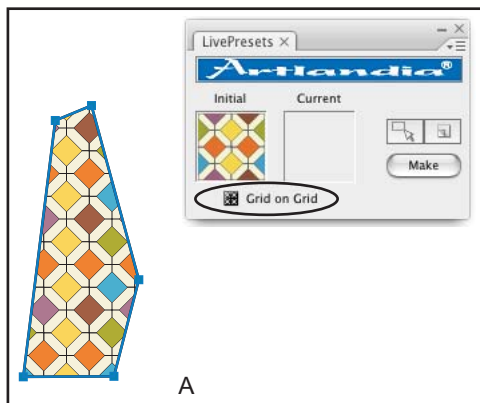 LivePresets ×
Artlandia®
Initial Current
Make
Grid on Grid
A